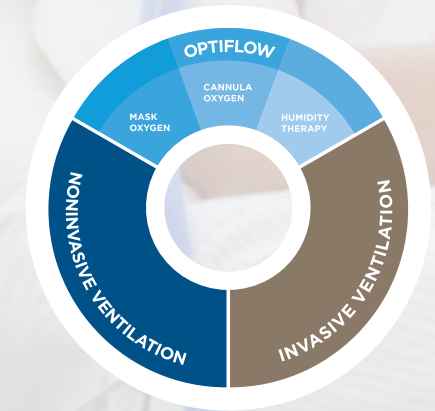 OPTIFLOW
MASK
OXYGEN
CANNULA
OXYGEN
HUMIDITY
THERAPY
NONINVASIVE VENTILATION
INVASIVE VENTILATION